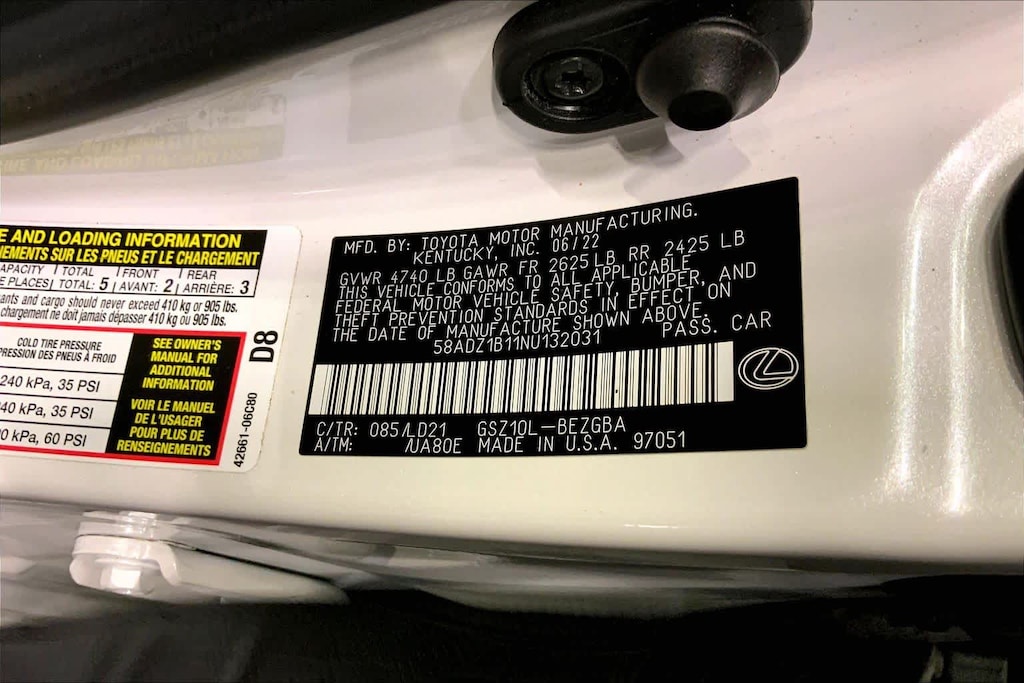 E AND LOADING INFORMATION
NEMENTS SUR LES PNEUS ET LE CHARGEMENT
APACITY TOTAL FRONT REAR
E PLACES TOTAL: 5 AVANT: 2 ARRIÈRE: 3
ants and cargo should never exceed 410 kg or 905 lbs.
chargement ne doit jamais dépasser 410 kg ou 905 lbs.
COLD TIRE PRESSURE
RESSION DES PNEUS À FROID
240 kPa, 35 PSI
40 kPa, 35 PSI
0 kPa, 60 PSI
SEE OWNER'S
MANUAL FOR
ADDITIONAL
INFORMATION
VOIR LE MANUEL
DE L'USAGER
POUR PLUS DE
RENSEIGNEMENTS
D8
42661-06C80
MFD. BY: TOYOTA MOTOR MANUFACTURING.
KENTUCKY, INC. 06/22
GVWR 4740 LB GAWR FR 2625 LB RR 2425 LB
THIS VEHICLE CONFORMS TO ALL APPLICABLE
FEDERAL MOTOR VEHICLE SAFETY, BUMPER, AND
THEFT PREVENTION STANDARDS IN EFFECT ON
THE DATE OF MANUFACTURE SHOWN ABOVE.
58ADZ1B11NU132031 PASS. CAR
C/TR: 085/LD21 GSZ10L-BEZGBA
A/TM: /UA80E MADE IN U.S.A. 97051